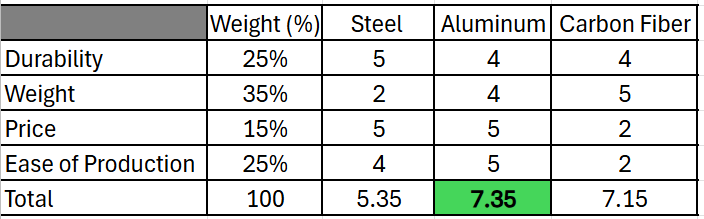 Weight (%) Steel Aluminum Carbon Fiber
Durability 25% 5 4 4
Weight 35% 2 4 5
Price 15% 5 5 2
Ease of Production 25% 4 5 2
Total 100 5.35 7.35 7.15